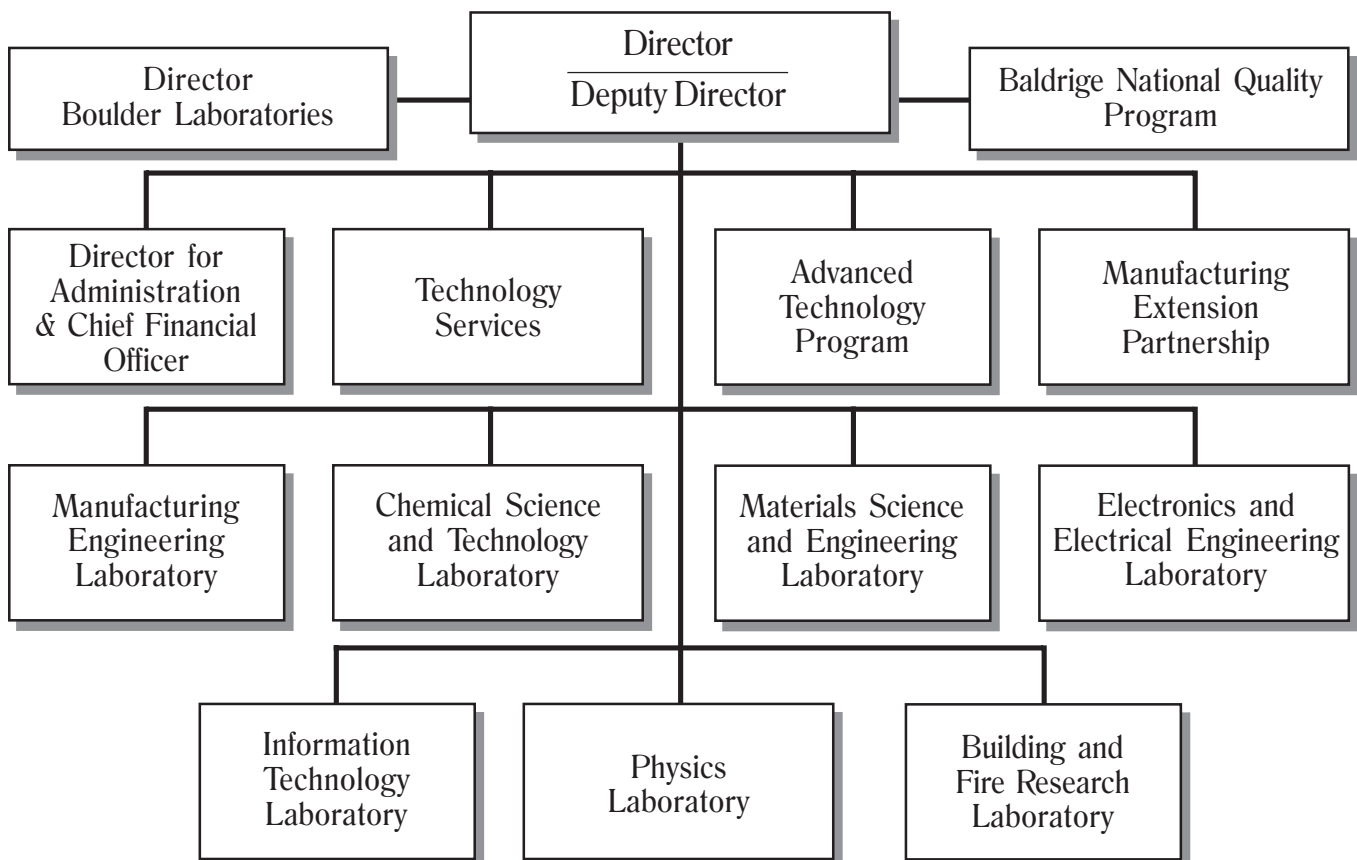 Director
Deputy Director
Director
Boulder Laboratories
Baldrige National Quality
Program
Director for
Administration
& Chief Financial
Officer
Technology
Services
Advanced
Technology
Program
Manufacturing
Extension
Partnership
Manufacturing
Engineering
Laboratory
Chemical Science
and Technology
Laboratory
Materials Science
and Engineering
Laboratory
Electronics and
Electrical Engineering
Laboratory
Information
Technology
Laboratory
Physics
Laboratory
Building and
Fire Research
Laboratory